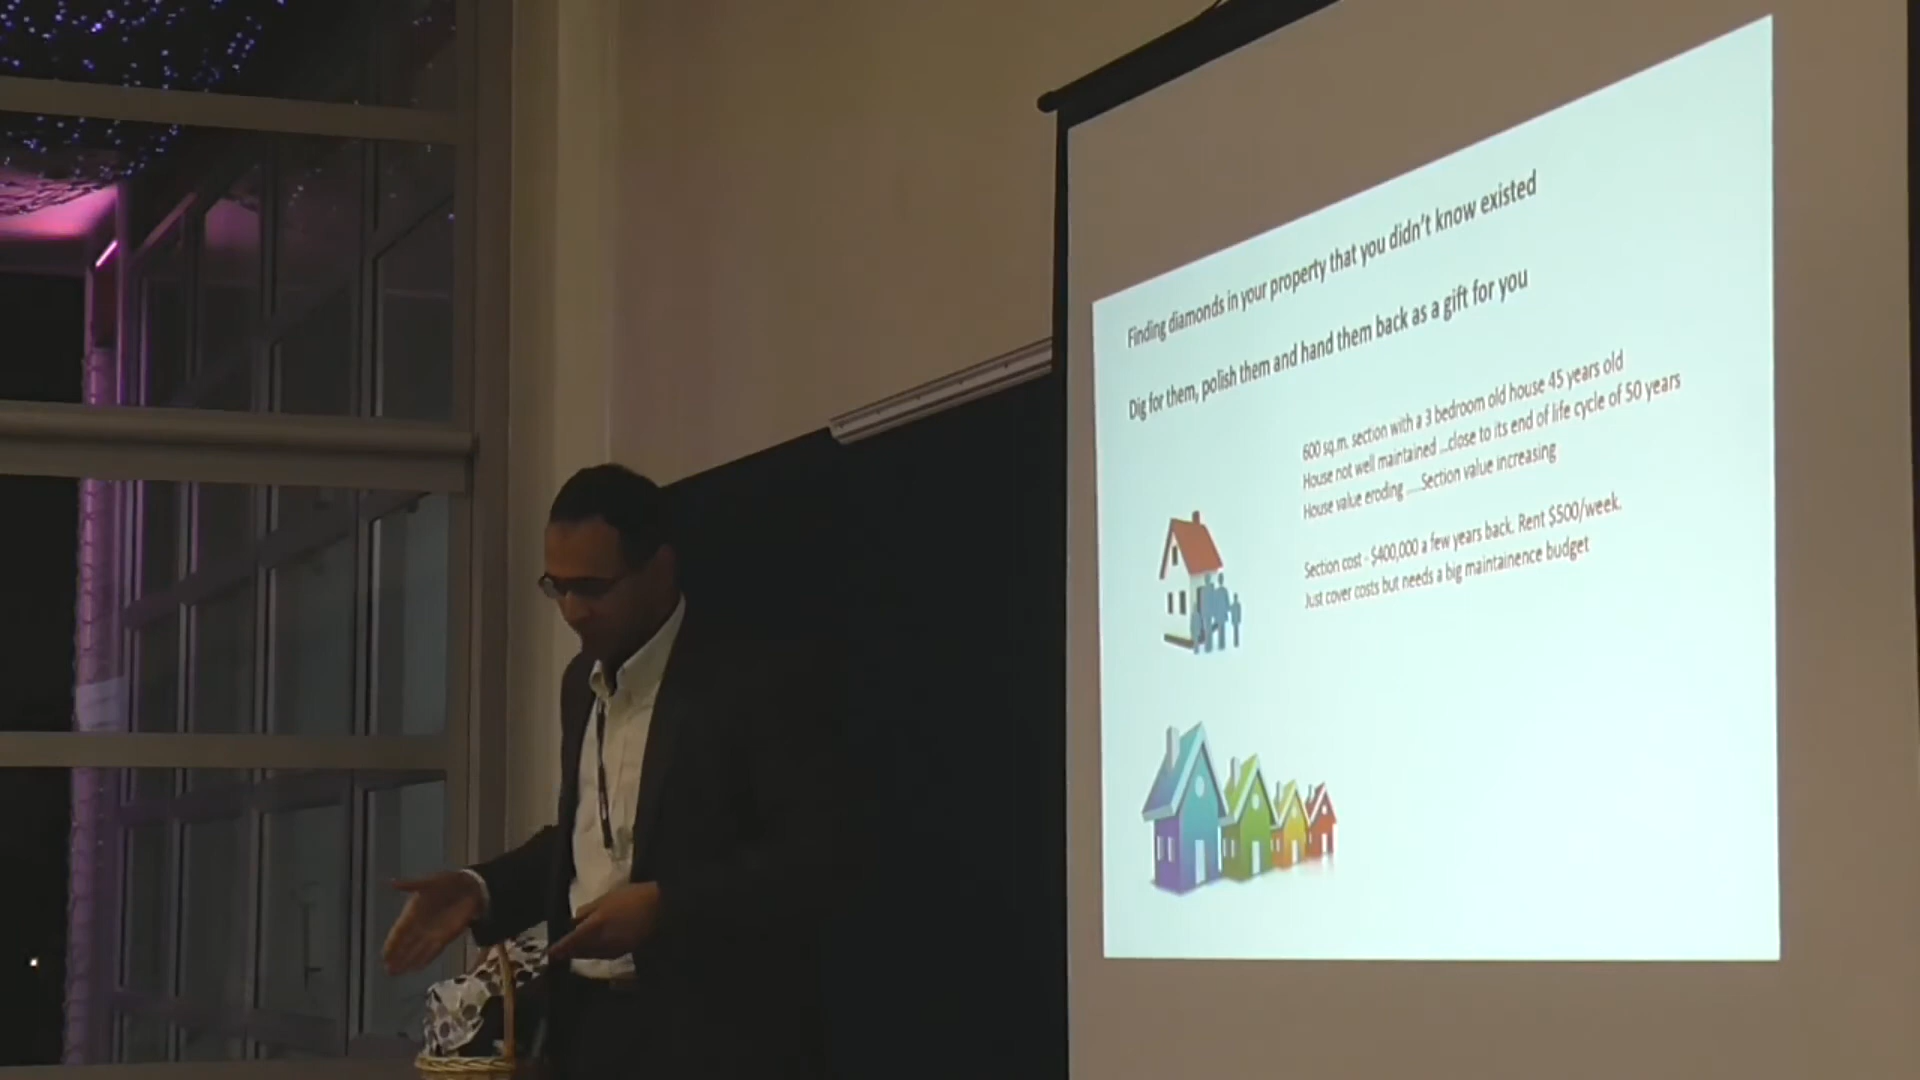 Finding diamonds in your property that you didn't know existed
Dig for them, polish them and hand them back as a gift for you
600 sq.m. section with a 3 bedroom old house 45 years old
House not well maintained ...close to its end of life cycle of 50 years
House value eroding ....Section value increasing
Section cost - $400,000 a few years back. Rent $500/week.
Just cover costs but needs a big maintainence budget